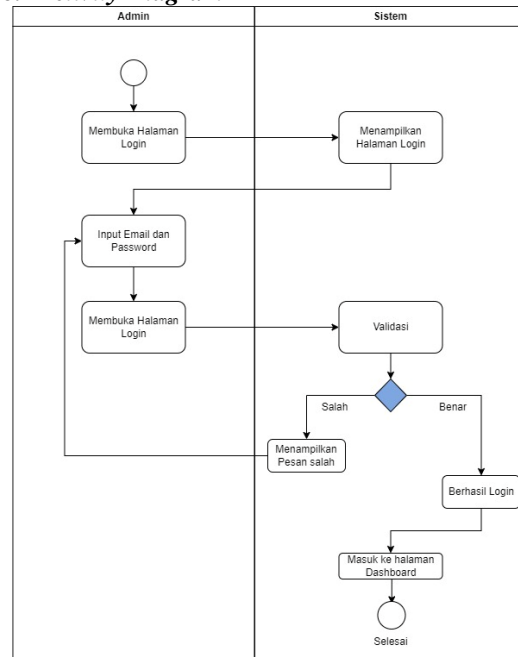 Admin
Sistem
Membuka Halaman
Login
Menampilkan
Halaman Login
Input Email dan
Password
Membuka Halaman
Login
Validasi
Salah
Benar
Menampilkan
Pesan salah
Berhasil Login
Masuk ke halaman
Dashboard
Selesai